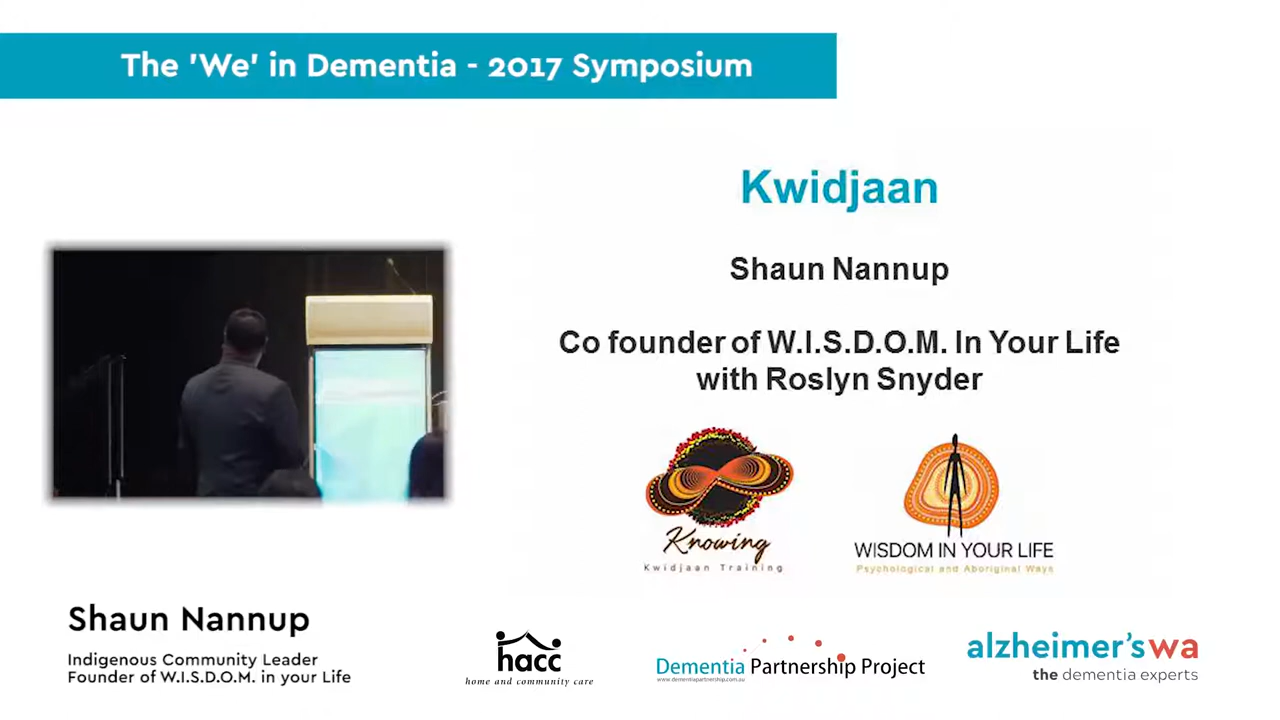 The 'We' in Dementia - 2017 Symposium
Kwidjaan
Shaun Nannup
Co founder of W.I.S.D.O.M. In Your Life
with Roslyn Snyder
Knowing
Kwidjaan Training
WISDOM IN YOUR LIFE
Psychological and Aboriginal Ways
Shaun Nannup
Indigenous Community Leader
Founder of W.I.S.D.O.M. in your Life
hacc
home and community care
Dementia Partnership Project
www.dementiapartnership.com.au
alzheimer's wa
the dementia experts